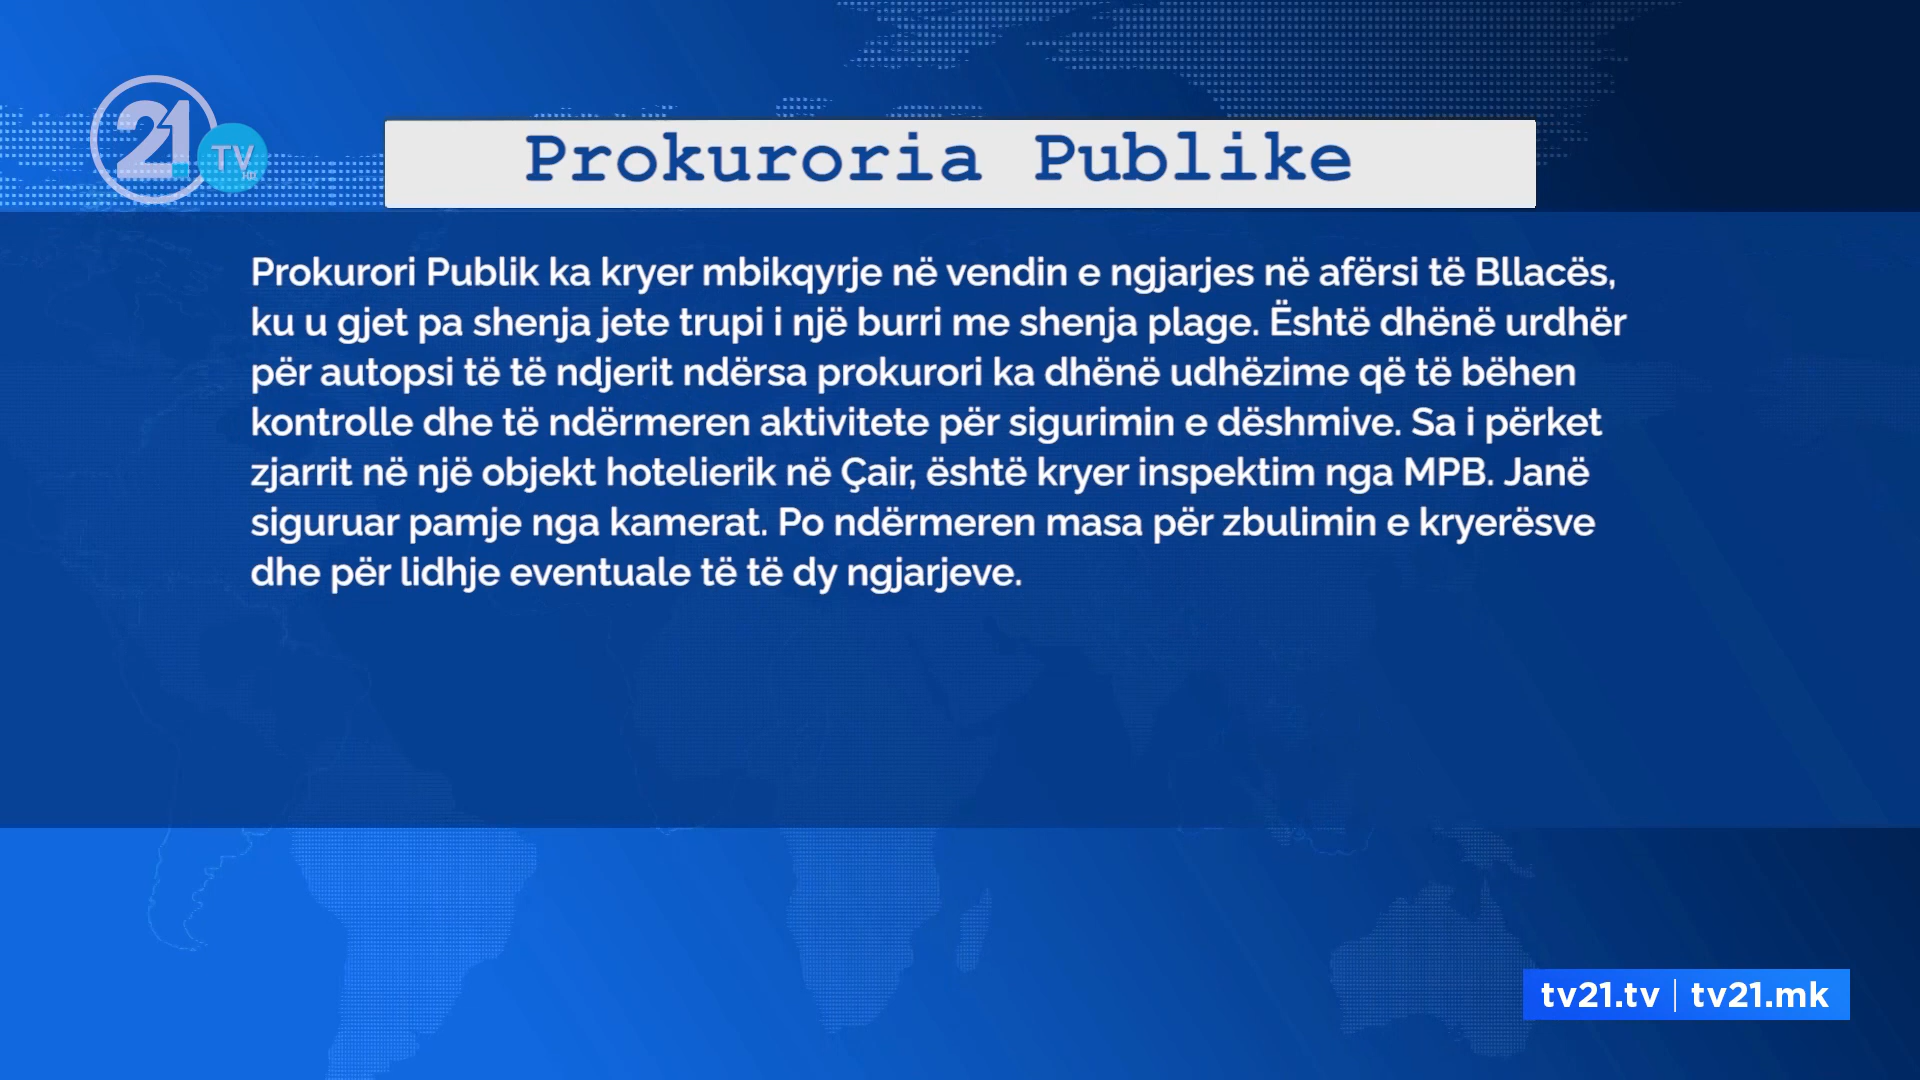 21 TV HD
Prokuroria Publike
Prokurori Publik ka kryer mbikqyrje në vendin e ngjarjes në afërsi të Bllacës,
ku u gjet pa shenja jete trupi i një burri me shenja plage. Është dhënë urdhër
për autopsi të të ndjerit ndërsa prokurori ka dhënë udhëzime që të bëhen
kontrolle dhe të ndërmeren aktivitete për sigurimin e dëshmive. Sa i përket
zjarrit në një objekt hotelierik në Çair, është kryer inspektim nga MPB. Janë
siguruar pamje nga kamerat. Po ndërmeren masa për zbulimin e kryerësve
dhe për lidhje eventuale të të dy ngjarjeve.
tv21.tv | tv21.mk